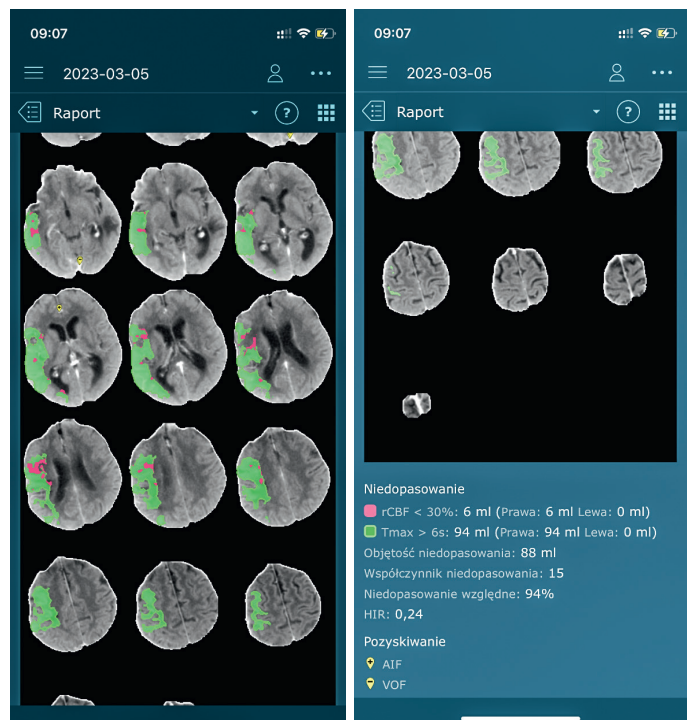 09:07
2023-03-05
Raport
?
09:07
2023-03-05
Raport
?
Niedopasowanie
rCBF < 30%: 6 ml (Prawa: 6 ml Lewa: 0 ml)
Tmax > 6s: 94 ml (Prawa: 94 ml Lewa: 0 ml)
Objętość niedopasowania: 88 ml
Współczynnik niedopasowania: 15
Niedopasowanie względne: 94%
HIR: 0,24
Pozyskiwanie
AIF
VOF